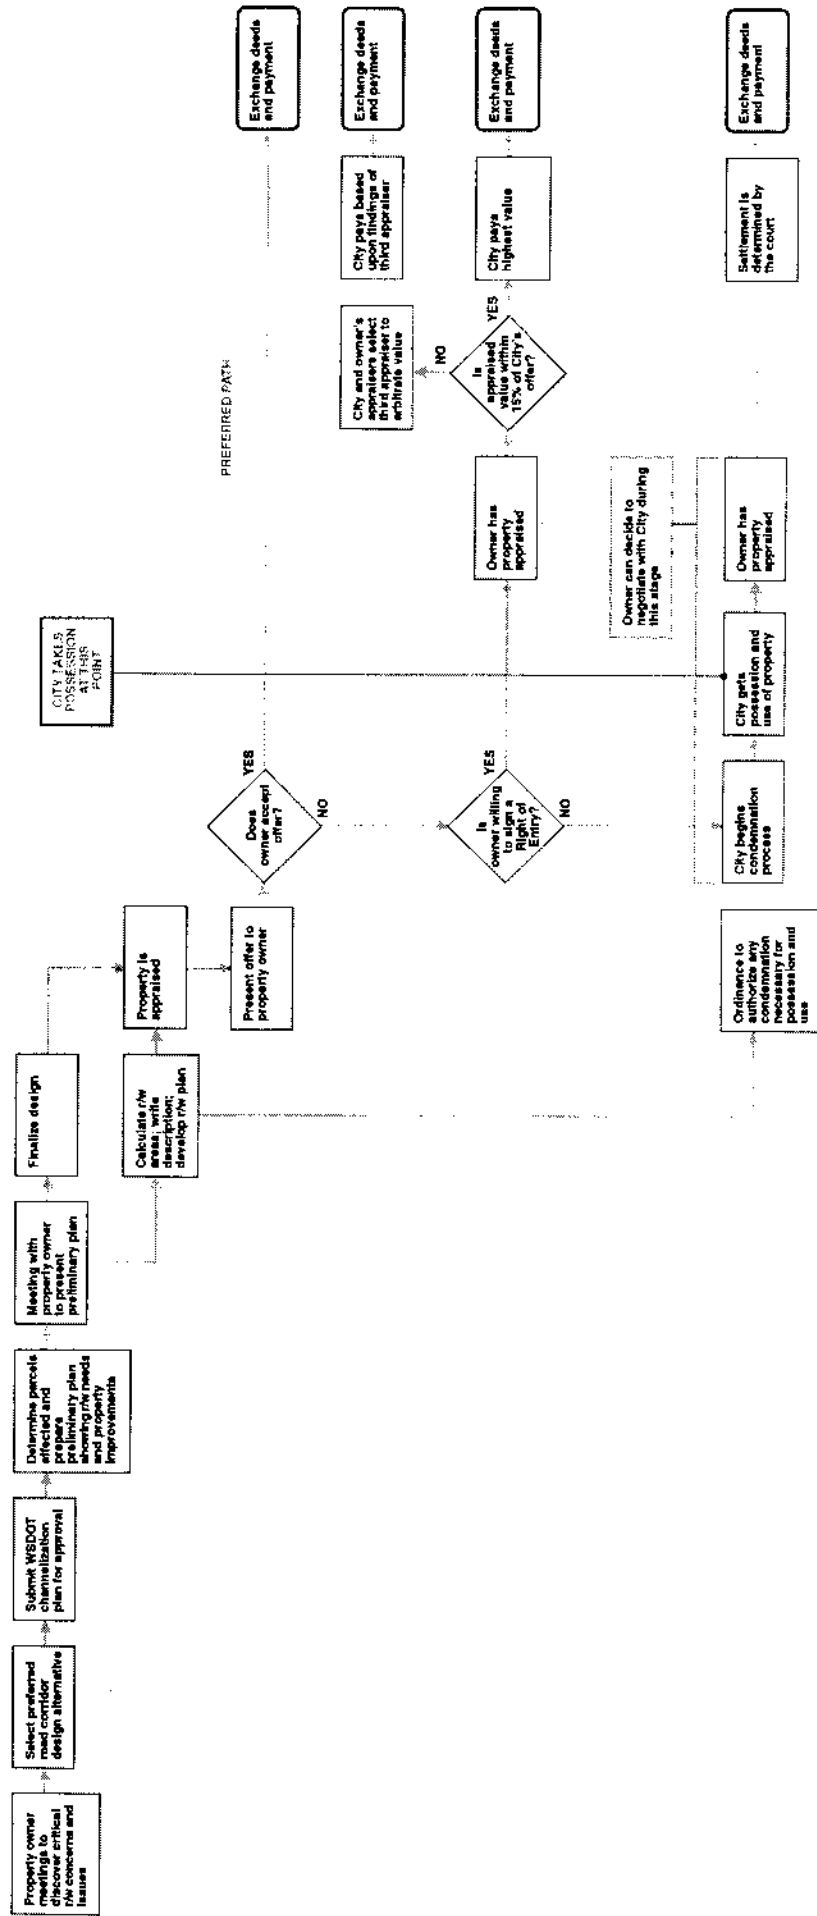 Property owner
meetings to
discover critical
r/w concerns and
issues
Select preferred
road corridor
design alternative
Submit WSDOT
channelization
plan for approval
Determine parcels
affected and
prepare
preliminary plan
showing r/w needs
and property
improvements
Meeting with
property owner
to present
preliminary plan
Finalize design
Calculate r/w
areas; write
description;
develop r/w plan
Property is
appraised
Present offer to
property owner
Does
owner accept
offer?
YES
NO
CITY TAKES
POSSESSION
AT THIS
POINT
PREFERRED PATH
Exchange deeds
and payment
Is
owner willing
to sign a
Right of
Entry?
YES
NO
Owner has
property
appraised
Is
appraised
value within
15% of City's
offer?
NO
YES
City and owner's
appraisers select
third appraiser to
arbitrate value
City pays based
upon findings of
third appraiser
Exchange deeds
and payment
City pays
highest value
Exchange deeds
and payment
Ordinance to
authorize any
condemnation
necessary for
possession and
use
City begins
condemnation
process
City gets
possession and
use of property
Owner can decide to
negotiate with City during
this stage
Owner has
property
appraised
Settlement is
determined by
the court
Exchange deeds
and payment